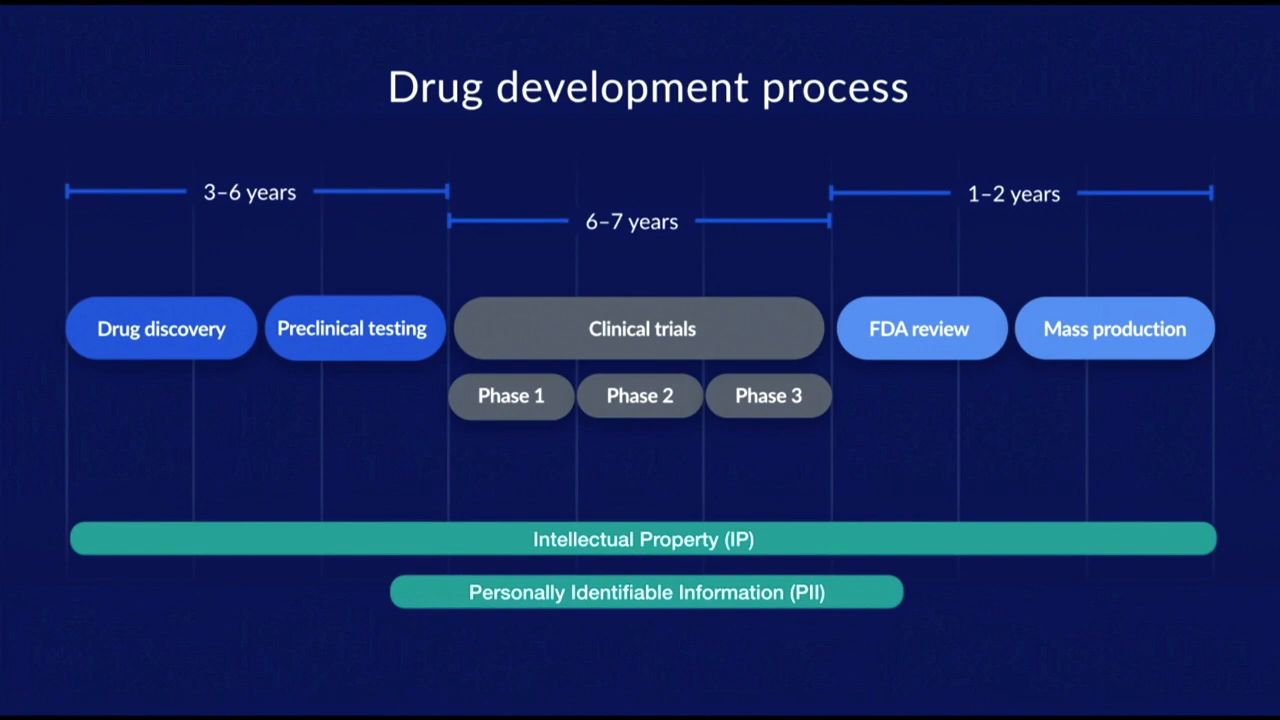 Drug development process
3–6 years
1–2 years
6–7 years
Drug discovery
Preclinical testing
Clinical trials
FDA review
Mass production
Phase 1
Phase 2
Phase 3
Intellectual Property (IP)
Personally Identifiable Information (PII)